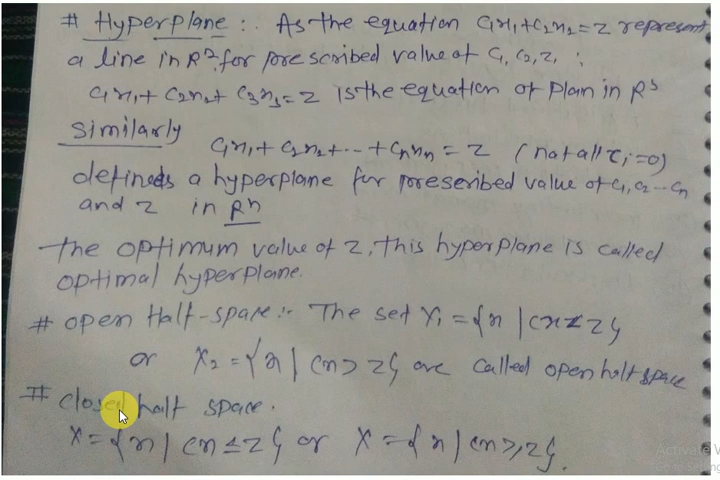 # Hyperplane :. As the equation c₁x₁+c₂x₂=z represent
a line in R² for prescribed value of c₁, c₂, z, :
c₁x₁+ c₂x₂+ c₃x₃=z is the equation of plan in R³
similarly c₁x₁+ c₂x₂+--+cₙxₙ = z (not all cᵢ=0)
defineds a hyperplane for prescribed value of c₁, c₂ --cₙ
and z in Rⁿ
The optimum value of z, this hyperplane is called
optimal hyperplane.
# open Half-space:- The set X₁ = {x | cx < z}
or X₂ = {x | cx > z} are called open half space
# closed half space.
X = {x | cx ≤ z} or X = {x | cx ≥ z}.
Activate W
Go to Setting